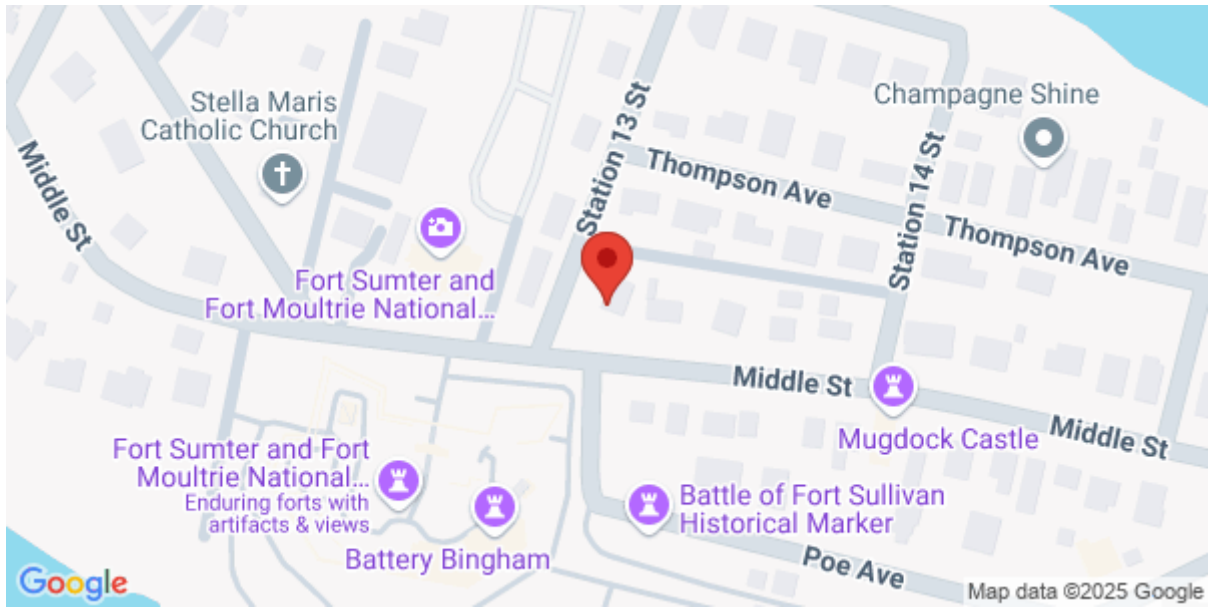 Stella Maris
Catholic Church
Middle St
Station 13 St
Champagne Shine
Thompson Ave
Station 14 St
Thompson Ave
Fort Sumter and
Fort Moultrie National...
Middle St
Mugdock Castle
Middle St
Fort Sumter and Fort
Moultrie National...
Enduring forts with
artifacts & views
Battery Bingham
Battle of Fort Sullivan
Historical Marker
Poe Ave
Google
Map data ©2025 Google